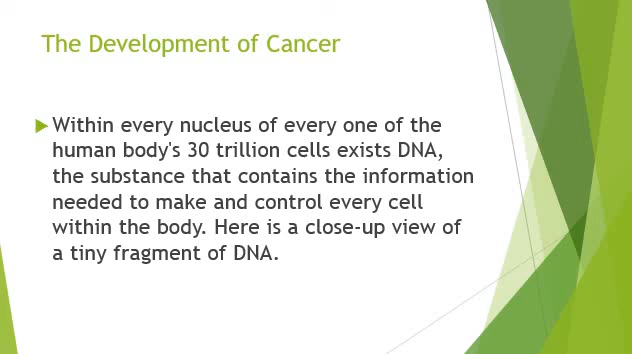 The Development of Cancer
Within every nucleus of every one of the
human body's 30 trillion cells exists DNA,
the substance that contains the information
needed to make and control every cell
within the body. Here is a close-up view of
a tiny fragment of DNA.